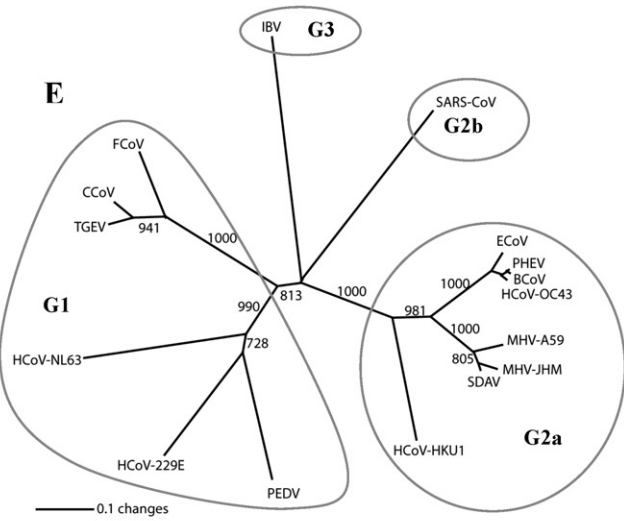 IBV
G3
E
SARS-CoV
G2b
FCoV
CCoV
TGEV
941
1000
ECoV
PHEV
BCoV
HCoV-OC43
1000
1000
981
813
990
G1
728
1000
MHV-A59
805
MHV-JHM
SDAV
HCoV-NL63
G2a
HCoV-HKU1
HCoV-229E
PEDV
0.1 changes